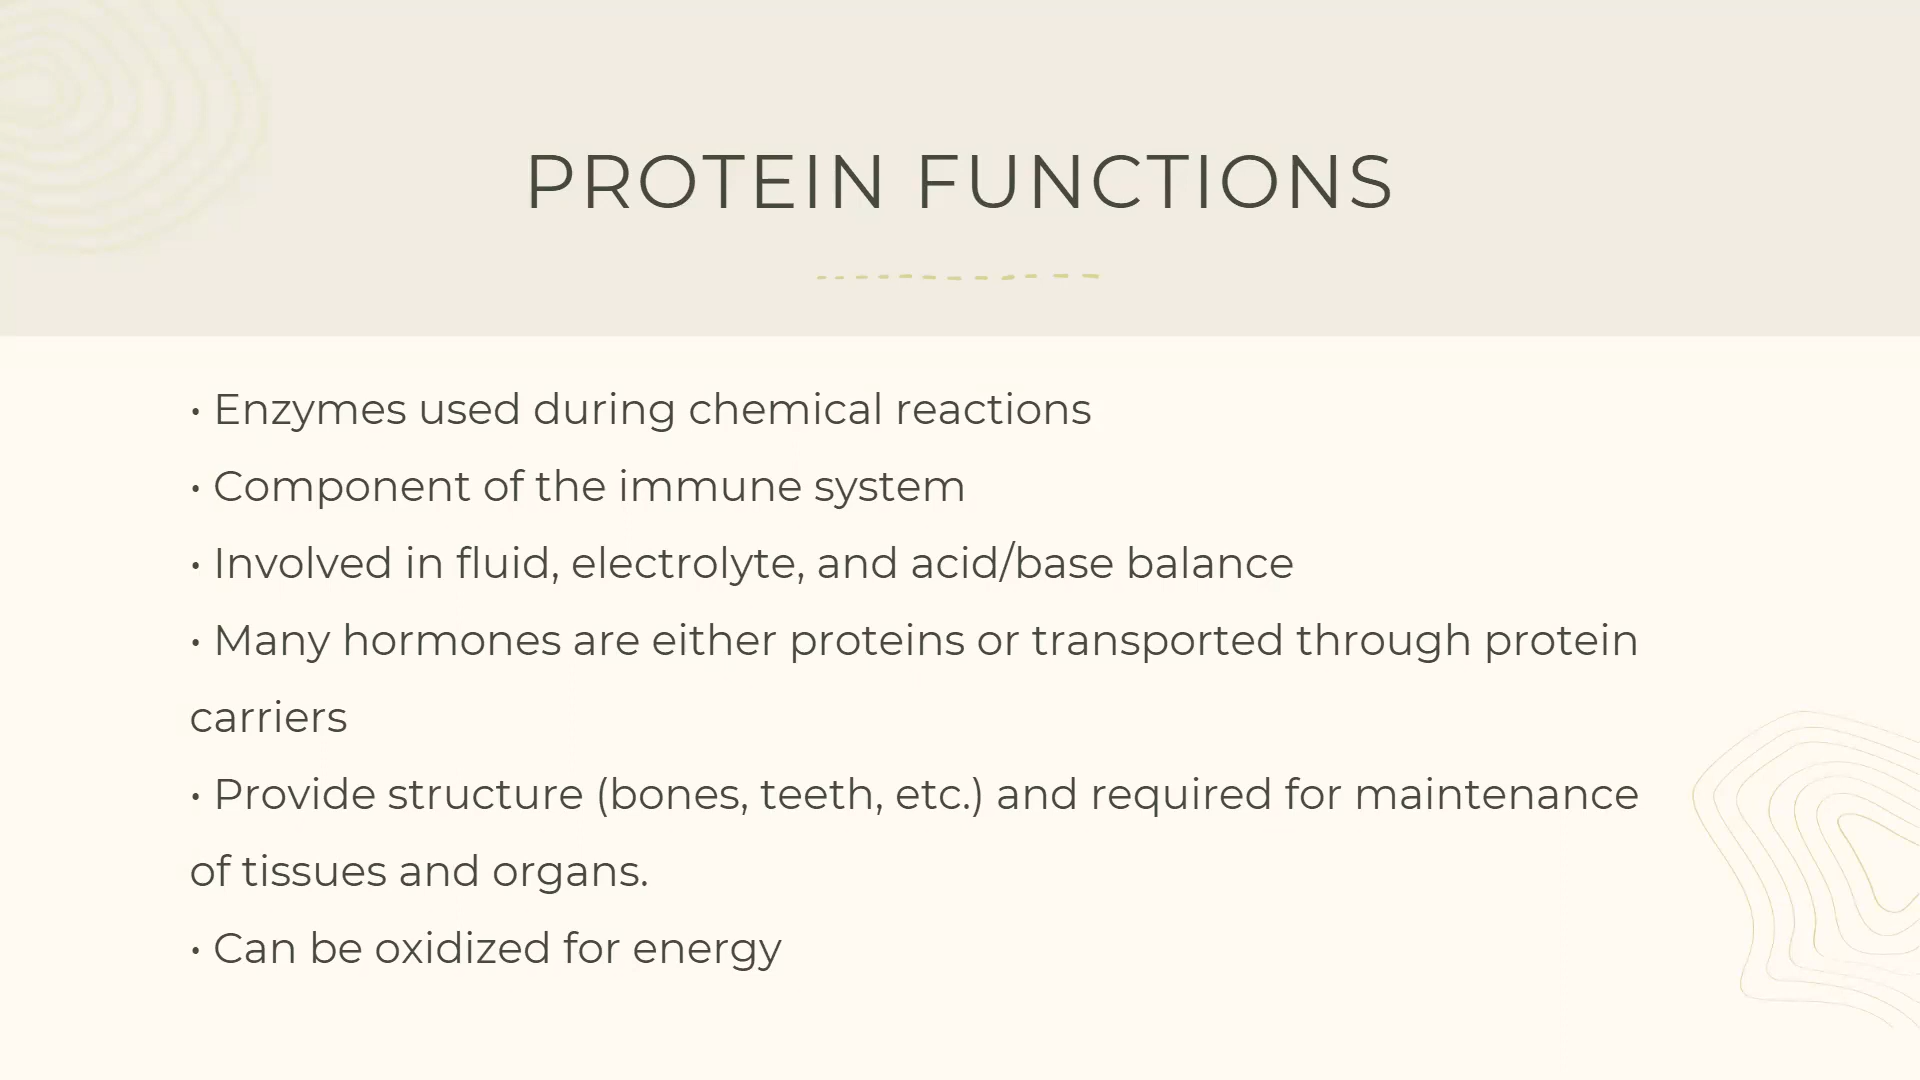 PROTEIN FUNCTIONS
• Enzymes used during chemical reactions
• Component of the immune system
• Involved in fluid, electrolyte, and acid/base balance
• Many hormones are either proteins or transported through protein
carriers
• Provide structure (bones, teeth, etc.) and required for maintenance
of tissues and organs.
• Can be oxidized for energy